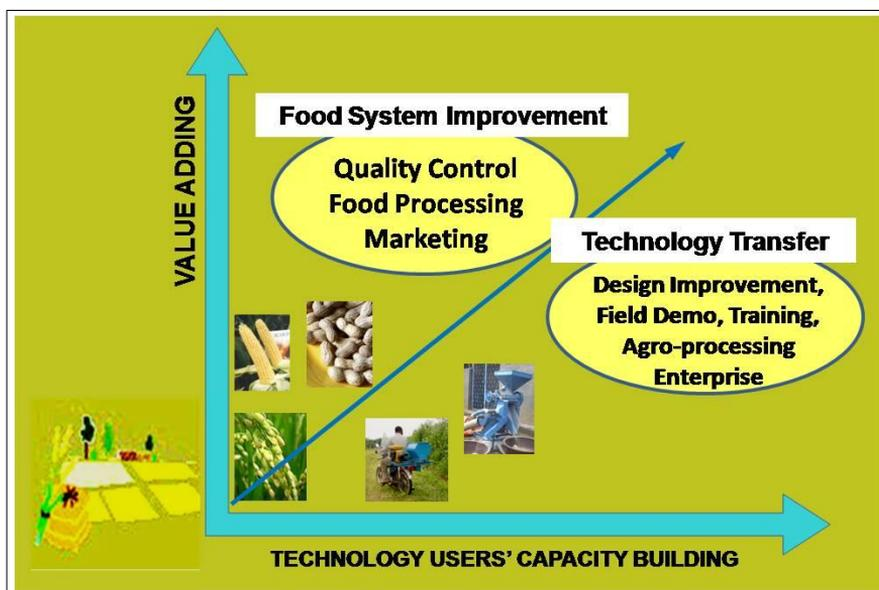 VALUE ADDING
Food System Improvement
Quality Control
Food Processing
Marketing
Technology Transfer
Design Improvement,
Field Demo, Training,
Agro-processing
Enterprise
TECHNOLOGY USERS' CAPACITY BUILDING